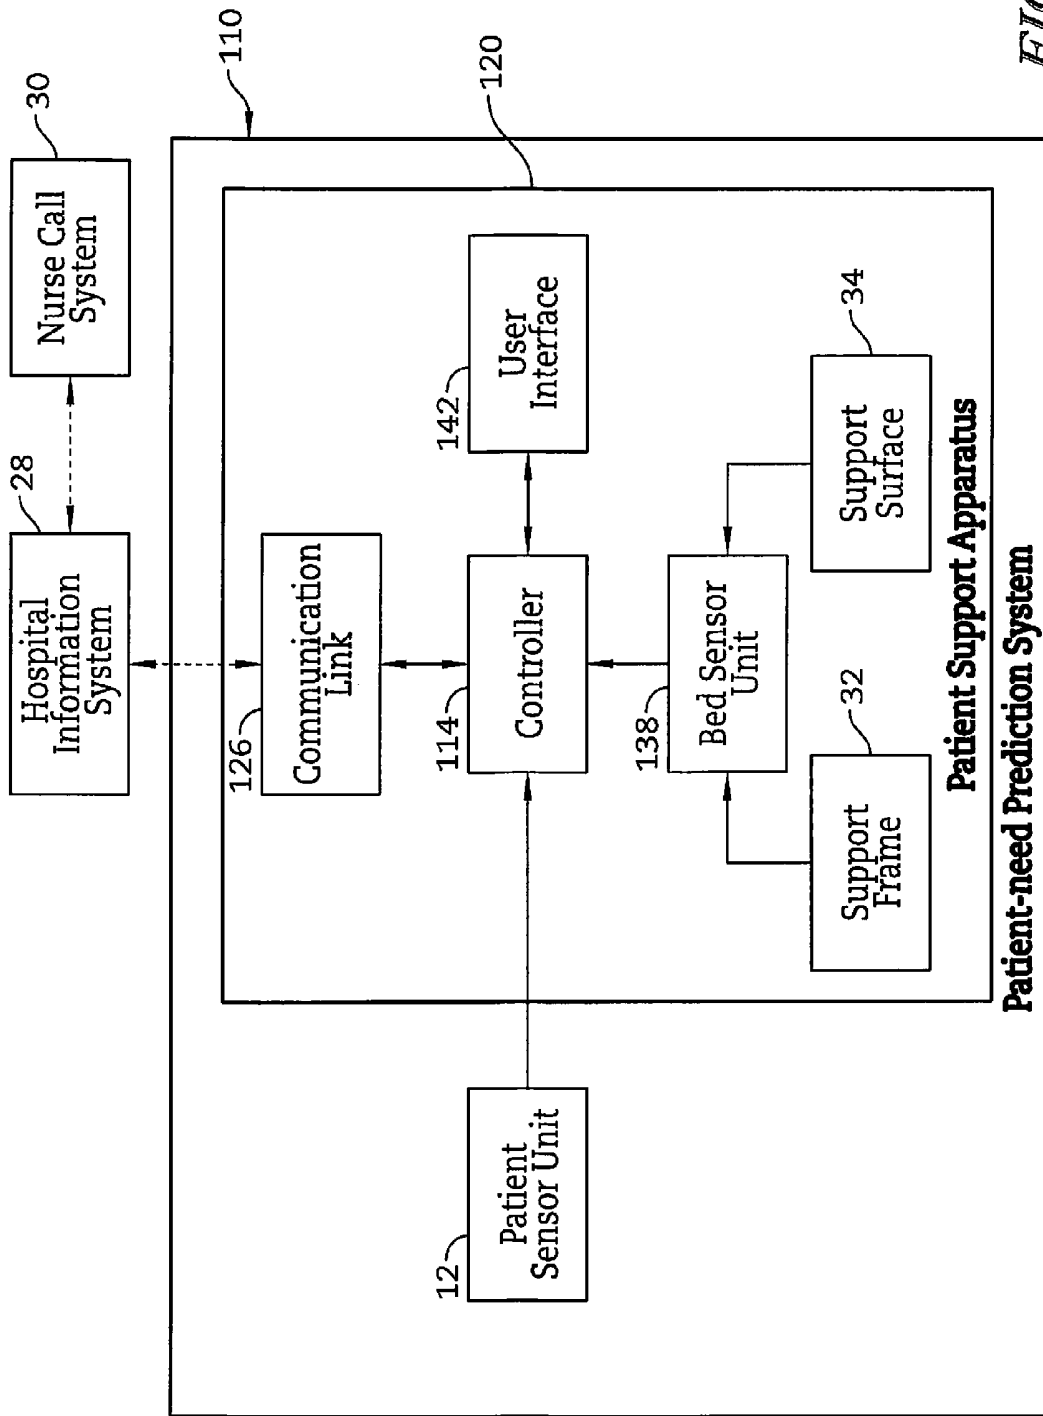 Hospital
Information
System
28
Nurse Call
System
30
110
120
Communication
Link
126
Controller
114
User
Interface
142
Bed Sensor
Unit
138
Support
Frame
32
Support
Surface
34
Patient
Sensor Unit
12
Patient Support Apparatus
Patient-need Prediction System